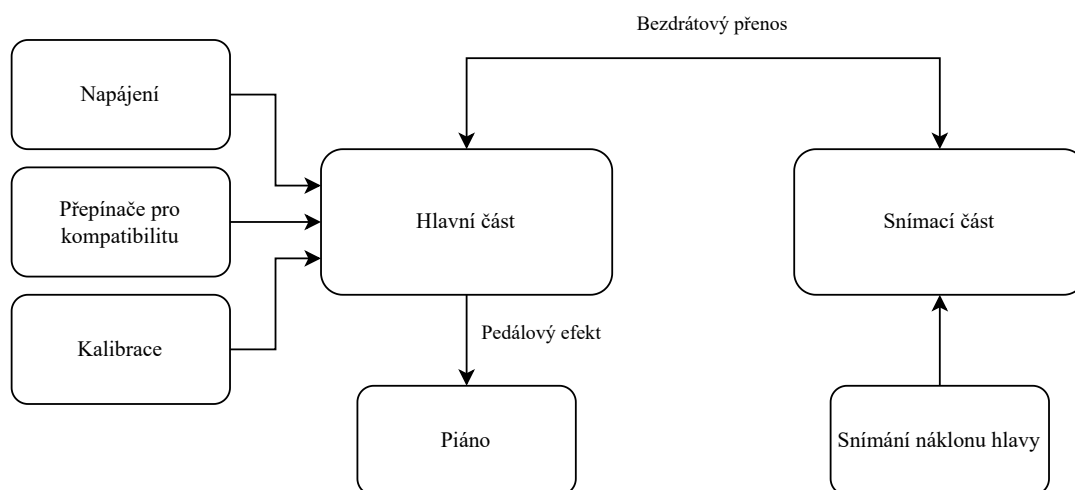 Bezdrátový přenos
Napájení
Přepínače pro
kompatibilitu
Hlavní část
Snímací část
Kalibrace
Pedálový efekt
Piáno
Snímání náklonu hlavy